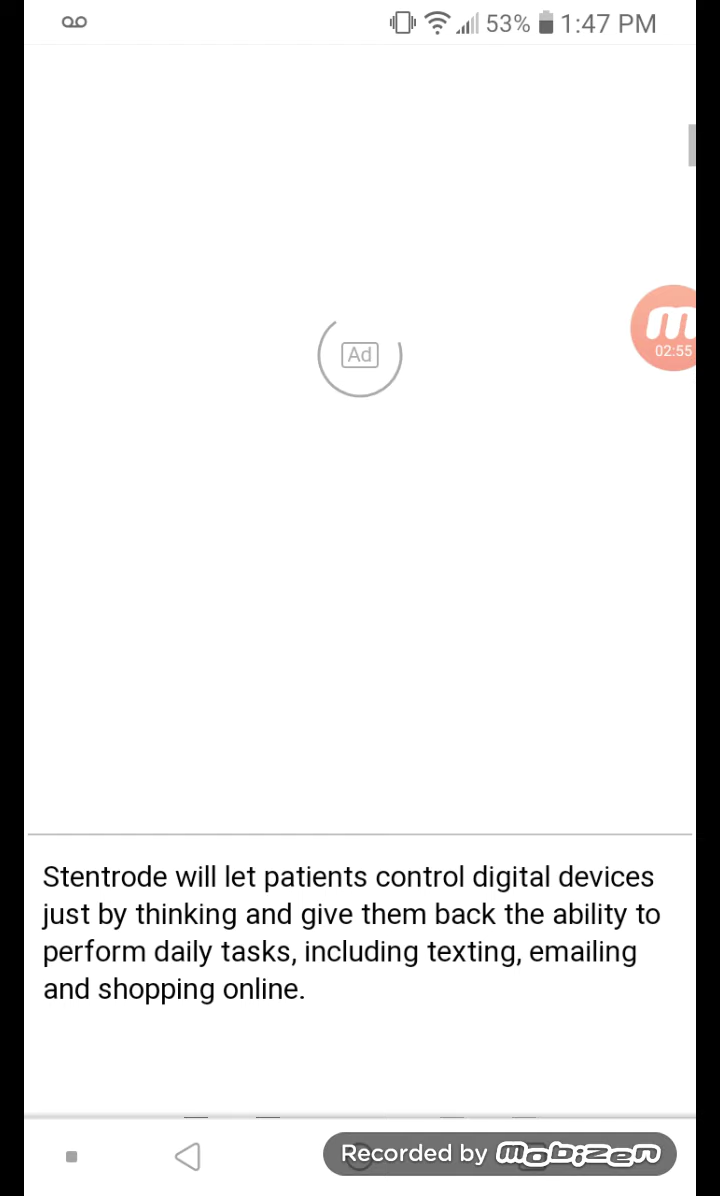 53% 1:47 PM
Ad
02:55
Stentrode will let patients control digital devices
just by thinking and give them back the ability to
perform daily tasks, including texting, emailing
and shopping online.
Recorded by mobizen